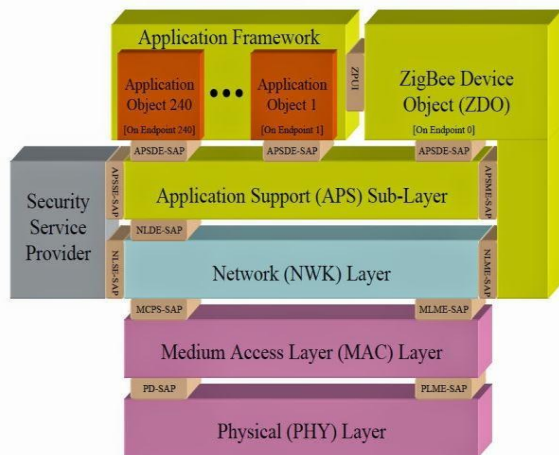 Application Framework
Application
Object 240
[On Endpoint 240]
Application
Object 1
[On Endpoint 1]
ZPUI
ZigBee Device
Object (ZDO)
[On Endpoint 0]
APSDE-SAP
APSDE-SAP
APSDE-SAP
Security
Service
Provider
APSSE-SAP
Application Support (APS) Sub-Layer
APSME-SAP
NLDE-SAP
NLSE-SAP
Network (NWK) Layer
NLME-SAP
MCPS-SAP
MLME-SAP
Medium Access Layer (MAC) Layer
PD-SAP
PLME-SAP
Physical (PHY) Layer